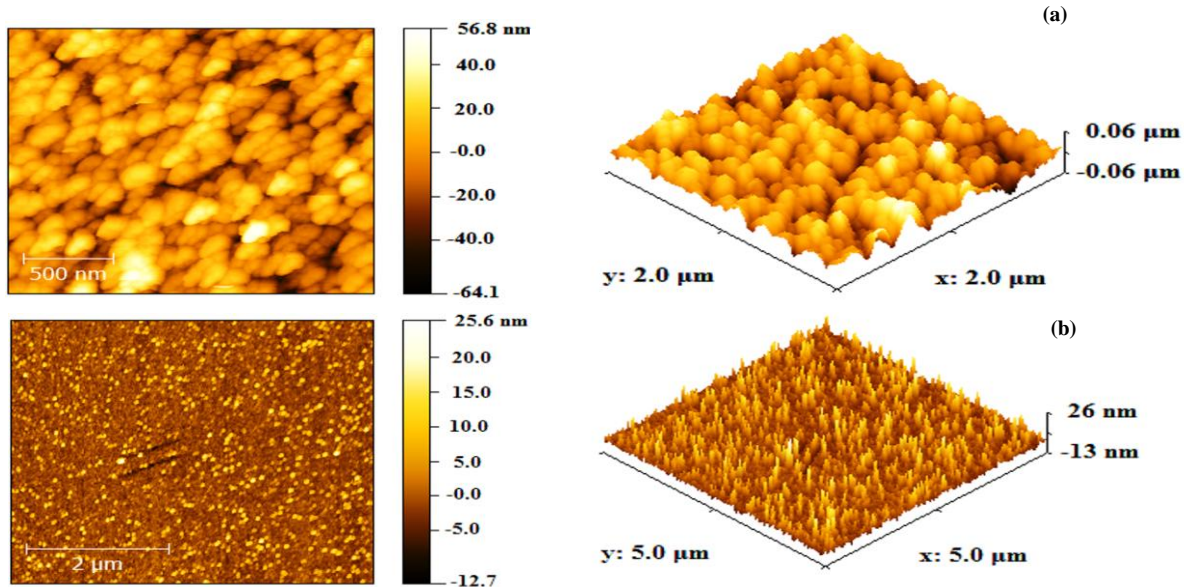 (a)
56.8 nm
40.0
20.0
-0.0
-20.0
-40.0
-64.1
500 nm
0.06 µm
-0.06 µm
y: 2.0 µm
x: 2.0 µm
(b)
25.6 nm
20.0
15.0
10.0
5.0
-0.0
-5.0
-12.7
2 µm
26 nm
-13 nm
y: 5.0 µm
x: 5.0 µm